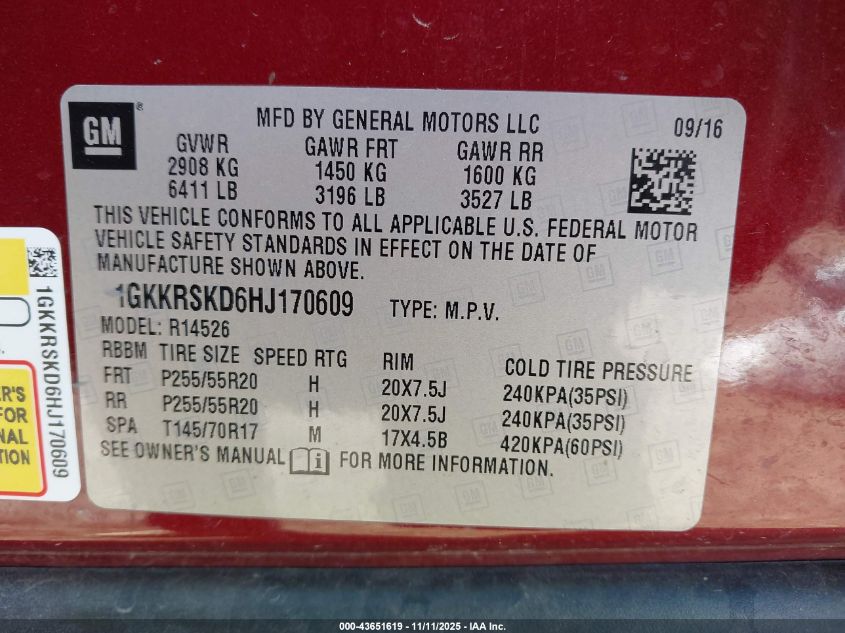 GM ®
MFD BY GENERAL MOTORS LLC
09/16
GVWR GAWR FRT GAWR RR
2908 KG 1450 KG 1600 KG
6411 LB 3196 LB 3527 LB
THIS VEHICLE CONFORMS TO ALL APPLICABLE U.S. FEDERAL MOTOR
VEHICLE SAFETY STANDARDS IN EFFECT ON THE DATE OF
MANUFACTURE SHOWN ABOVE.
1GKKRSKD6HJ170609 TYPE: M.P.V.
MODEL: R14526
RBBM TIRE SIZE SPEED RTG RIM COLD TIRE PRESSURE
FRT P255/55R20 H 20X7.5J 240KPA(35PSI)
RR P255/55R20 H 20X7.5J 240KPA(35PSI)
SPA T145/70R17 M 17X4.5B 420KPA(60PSI)
SEE OWNER'S MANUAL i FOR MORE INFORMATION.
1GKKRSKD6HJ170609
ER'S
FOR
NAL
TION
000-43651619 - 11/11/2025 - IAA Inc.